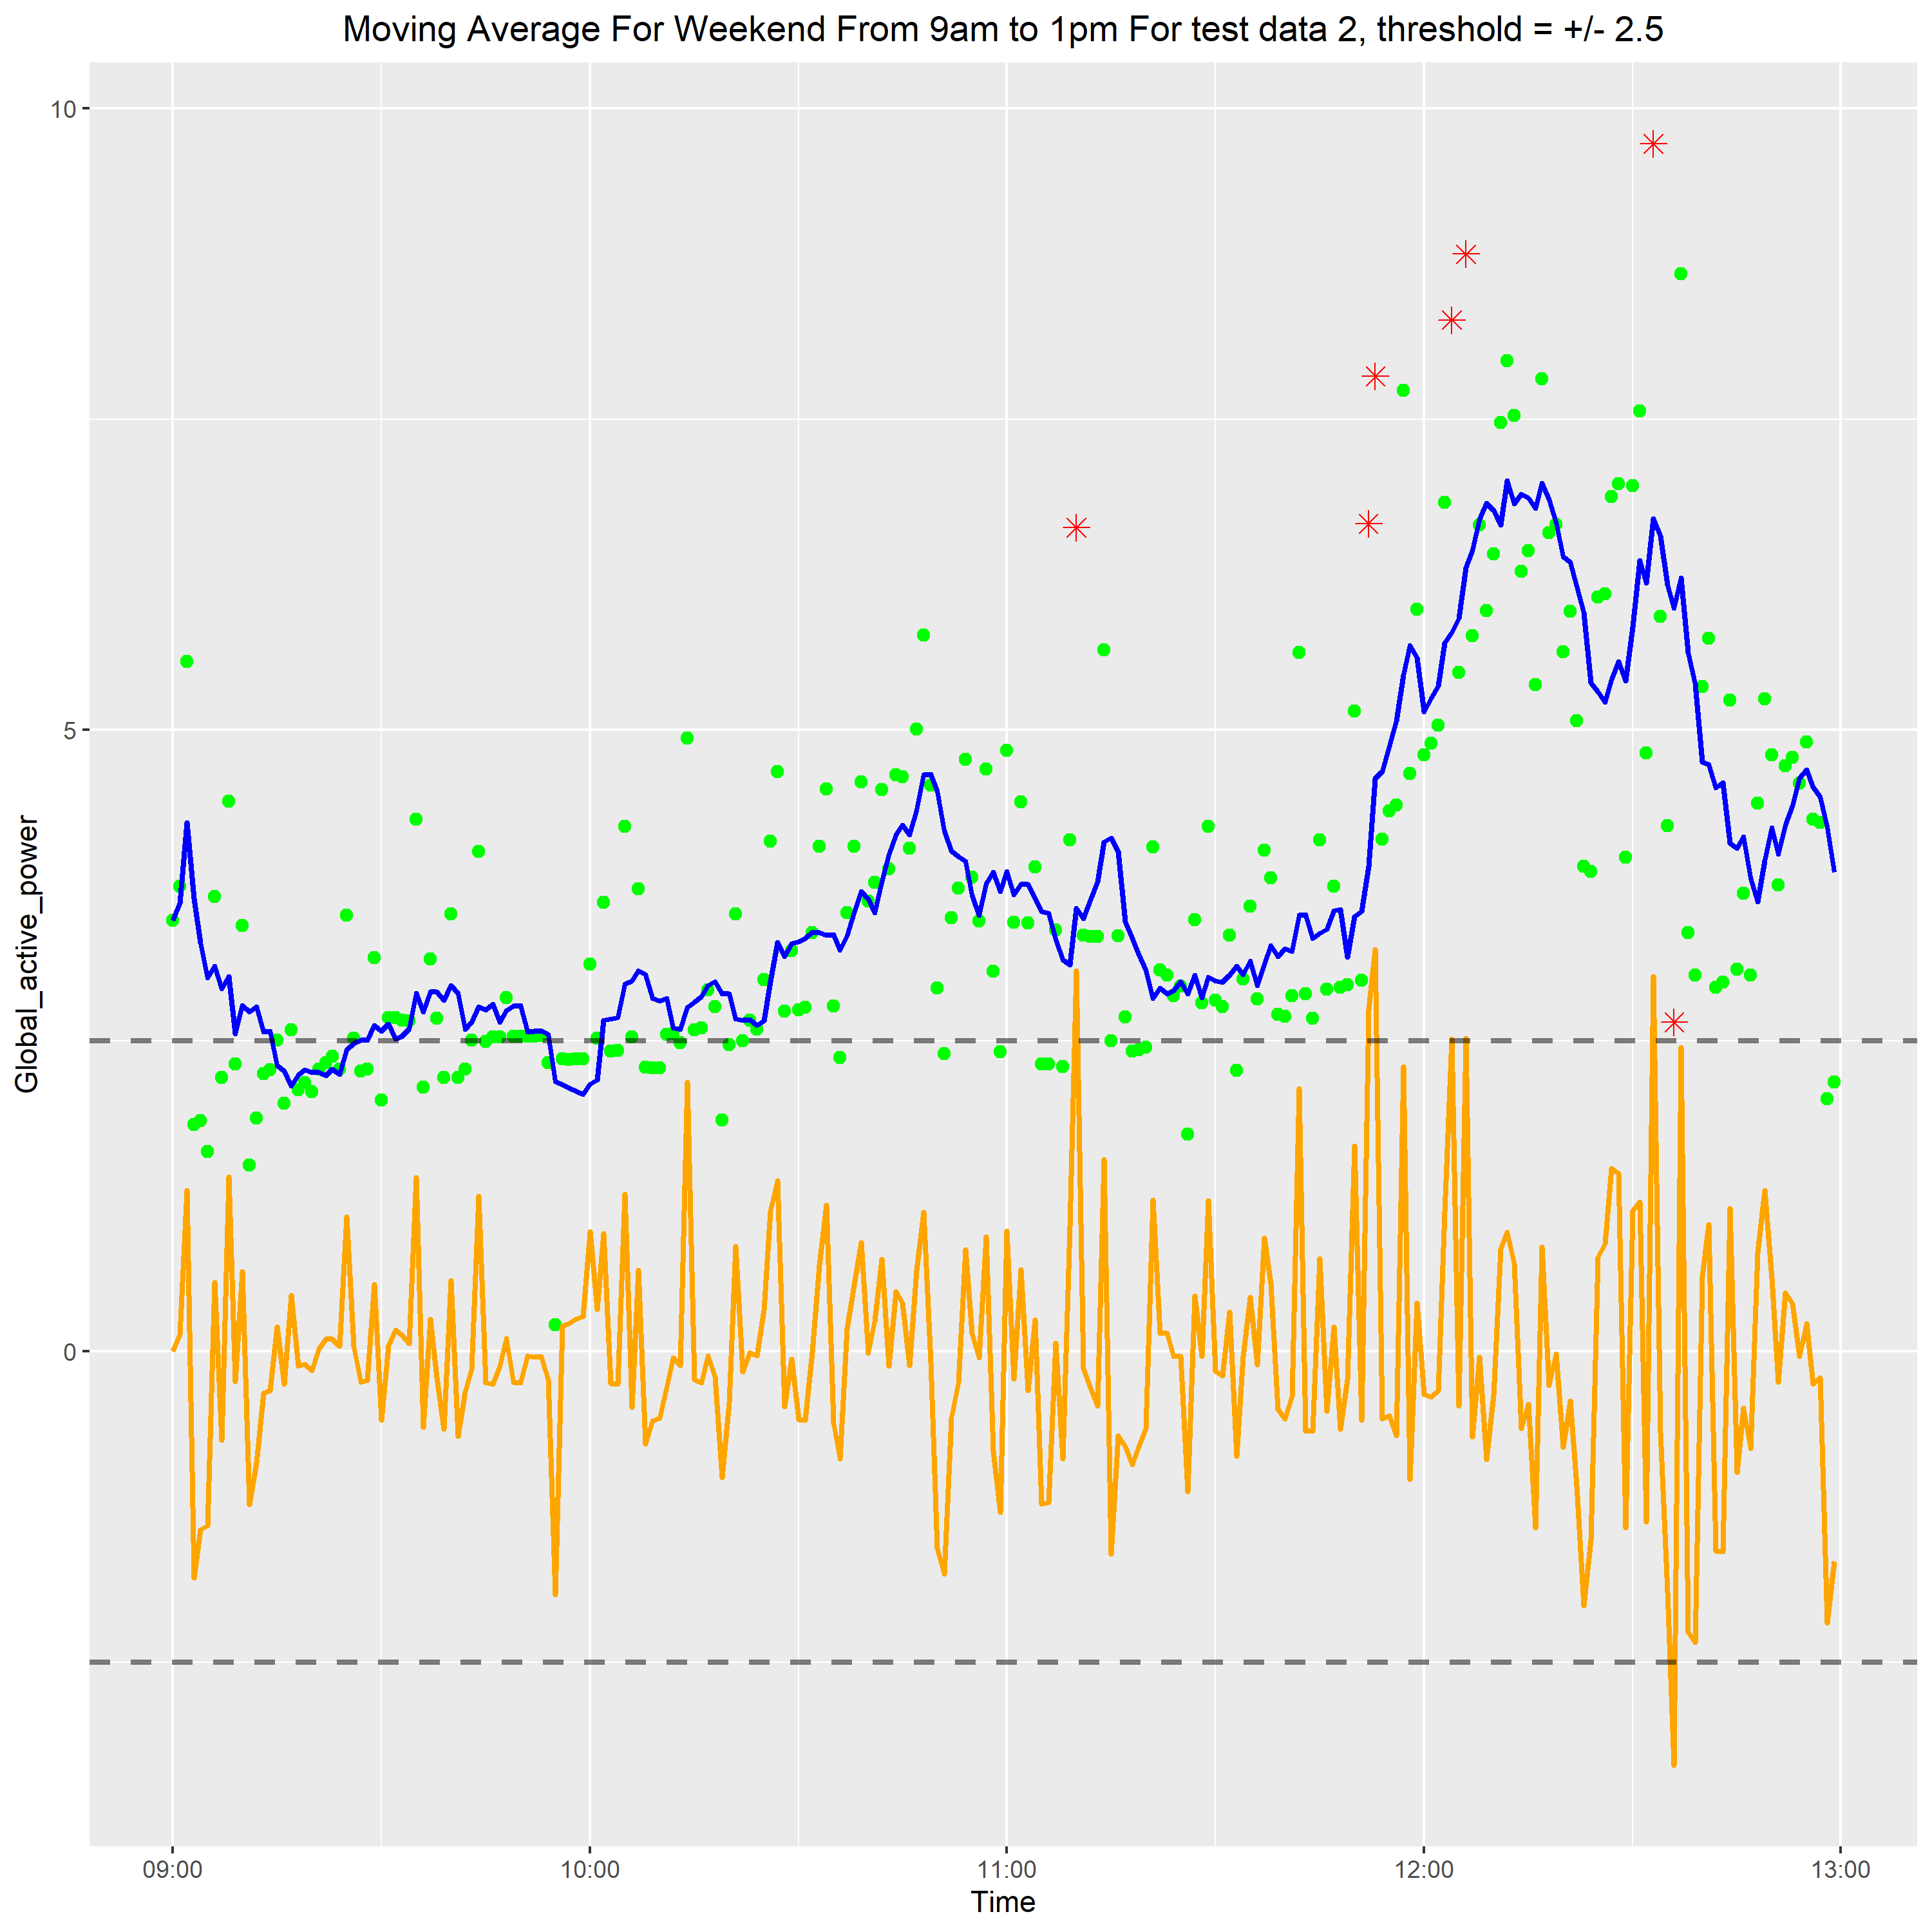 Moving Average For Weekend From 9am to 1pm For test data 2, threshold = +/- 2.5
10
5
0
Global_active_power
09:00
10:00
11:00
12:00
13:00
Time